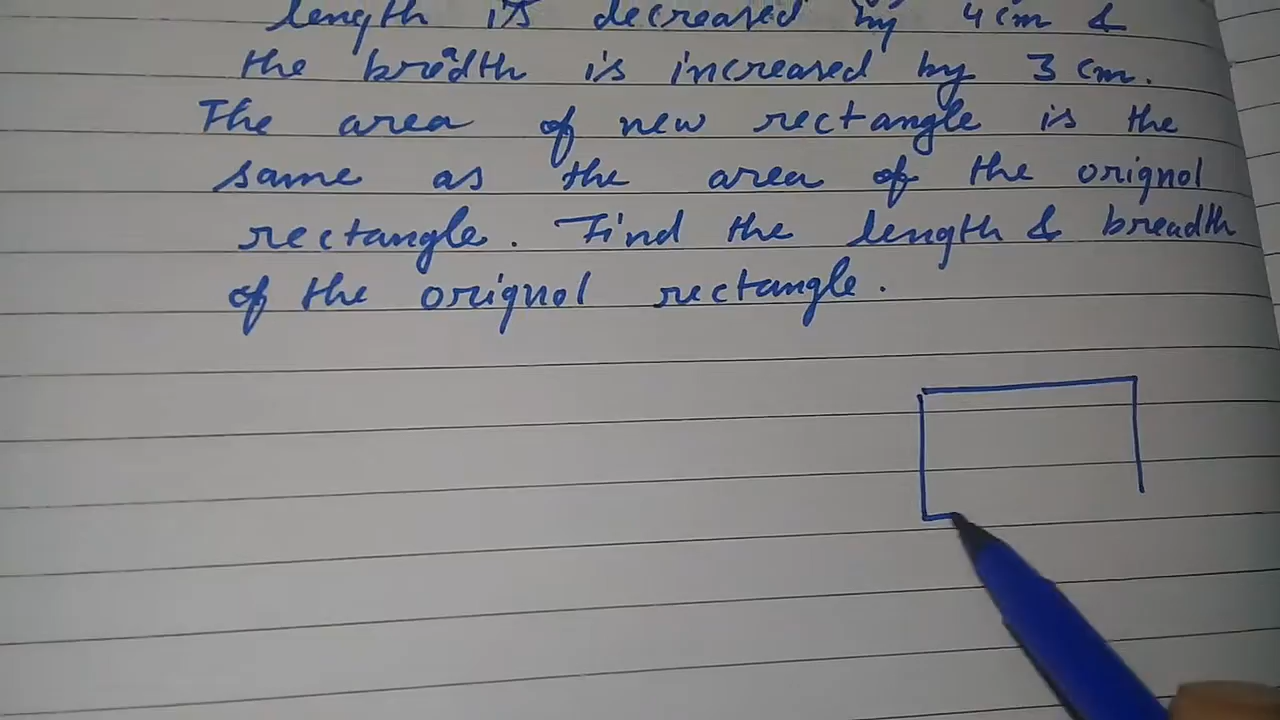 length is decreased by 4 cm &
the breadth is increased by 3 cm.
The area of new rectangle is the
same as the area of the orignol
rectangle. Find the length & breadth
of the orignol rectangle.